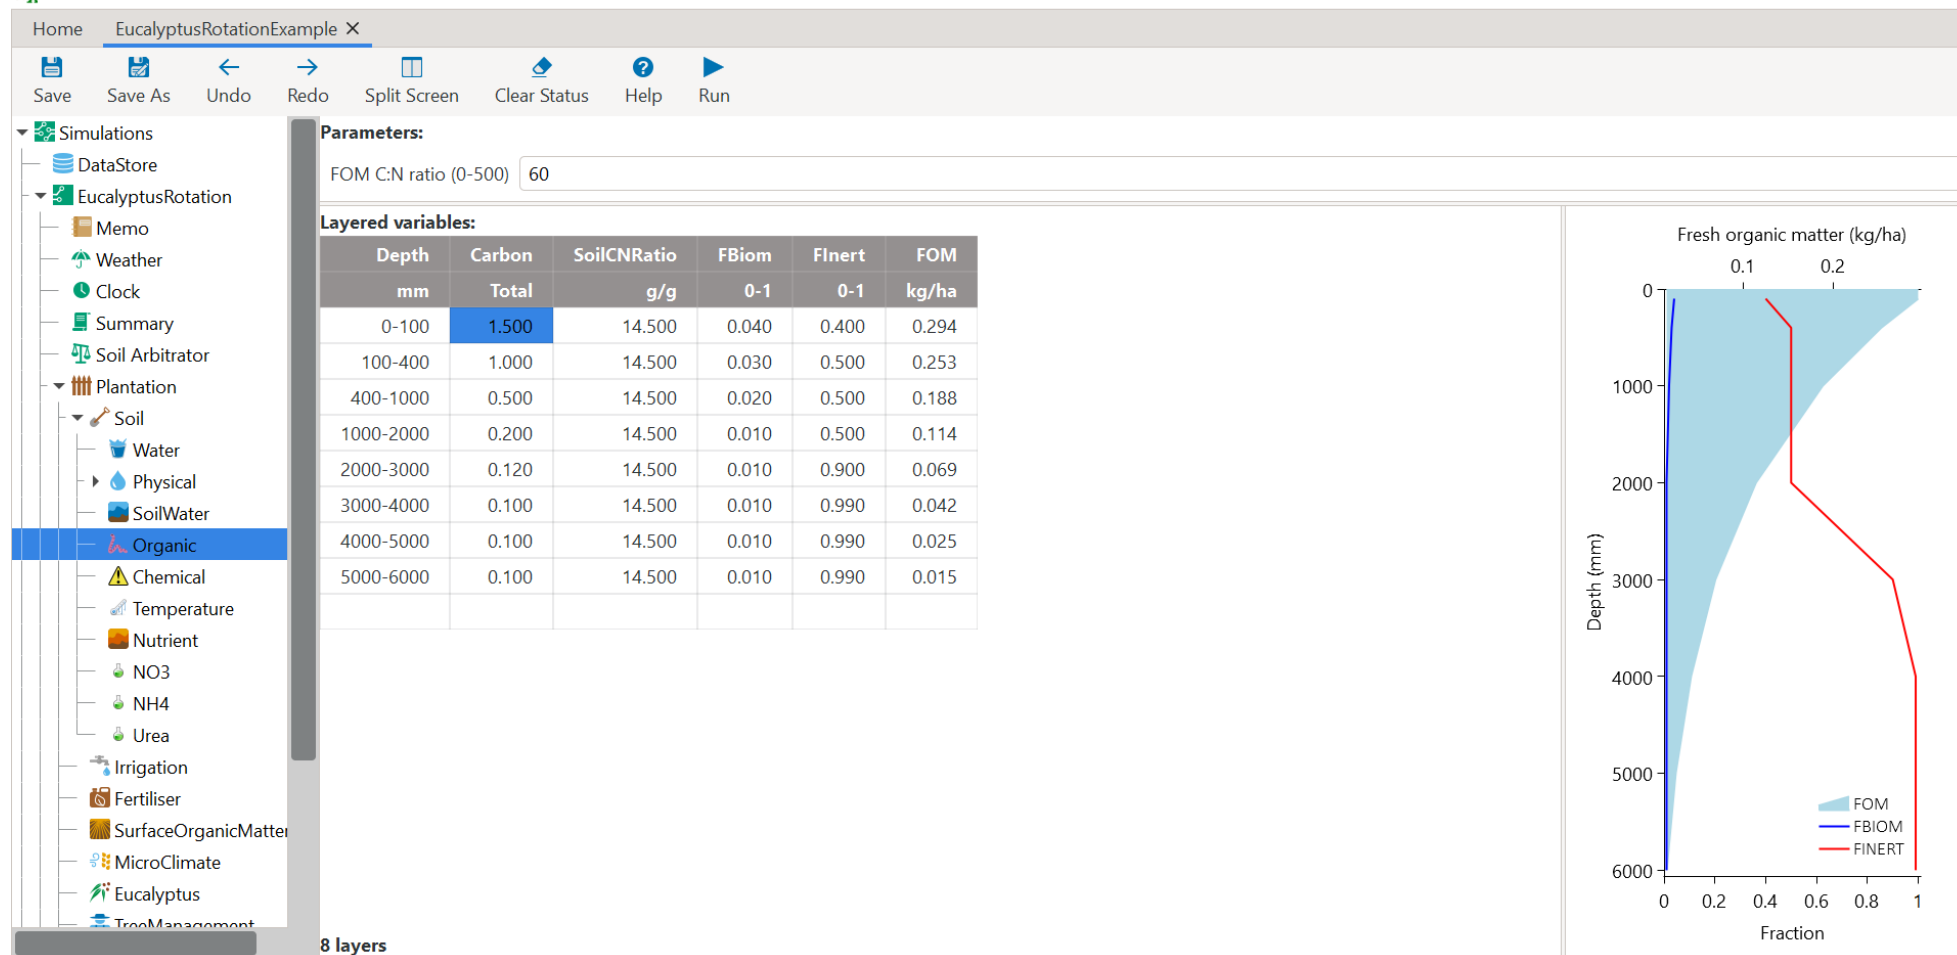 Home EucalyptusRotationExample
Save Save As Undo Redo Split Screen Clear Status Help Run
Simulations
DataStore
EucalyptusRotation
Memo
Weather
Clock
Summary
Soil Arbitrator
Plantation
Soil
Water
Physical
SoilWater
Organic
Chemical
Temperature
Nutrient
NO3
NH4
Urea
Irrigation
Fertiliser
SurfaceOrganicMatter
MicroClimate
Eucalyptus
TreeManagement
Parameters:
FOM C:N ratio (0-500) 60
Layered variables:
Depth Carbon SoilCNRatio FBiom FInert FOM
mm Total g/g 0-1 0-1 kg/ha
0-100 1.500 14.500 0.040 0.400 0.294
100-400 1.000 14.500 0.030 0.500 0.253
400-1000 0.500 14.500 0.020 0.500 0.188
1000-2000 0.200 14.500 0.010 0.500 0.114
2000-3000 0.120 14.500 0.010 0.900 0.069
3000-4000 0.100 14.500 0.010 0.990 0.042
4000-5000 0.100 14.500 0.010 0.990 0.025
5000-6000 0.100 14.500 0.010 0.990 0.015
8 layers
Fresh organic matter (kg/ha)
0.1 0.2
0
1000
2000
3000
4000
5000
6000
Depth (mm)
FOM
FBIOM
FINERT
0 0.2 0.4 0.6 0.8 1
Fraction